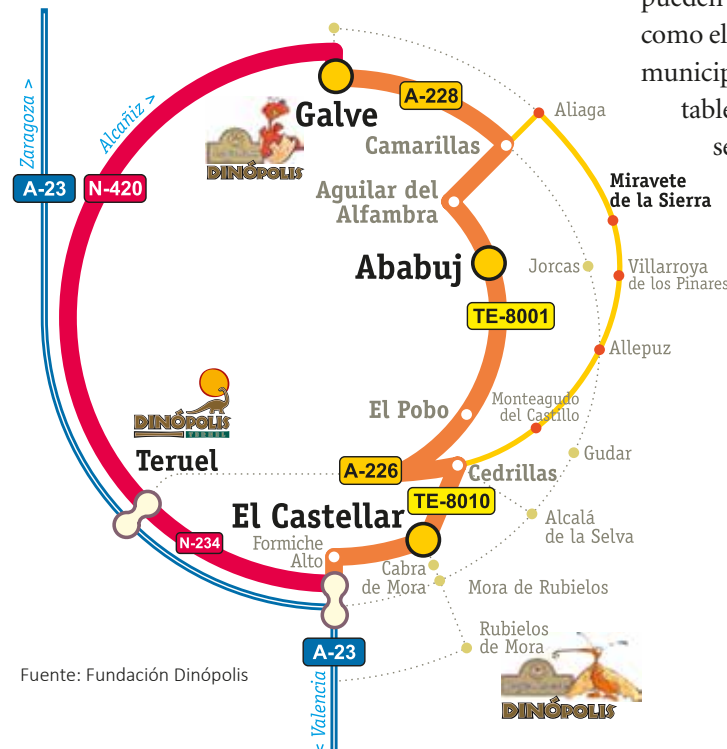 pueden
como el
municip
table
se
Zaragoza >
Alcañiz >
A-23
N-420
Galve
A-228
DINÓPOLIS
Camarillas
Aliaga
Aguilar del
Alfambra
Miravete
de la Sierra
Ababuj
Jorcas
Villarroya
de los Pinares
TE-8001
Allepuz
El Pobo
Monteagudo
del Castillo
DINÓPOLIS
TERUEL
Teruel
A-226
Cedrillas
Gudar
TE-8010
El Castellar
Alcalá
de la Selva
N-234
Formiche
Alto
Cabra
de Mora
Mora de Rubielos
Rubielos
de Mora
A-23
DINÓPOLIS
Fuente: Fundación Dinópolis
< Valencia